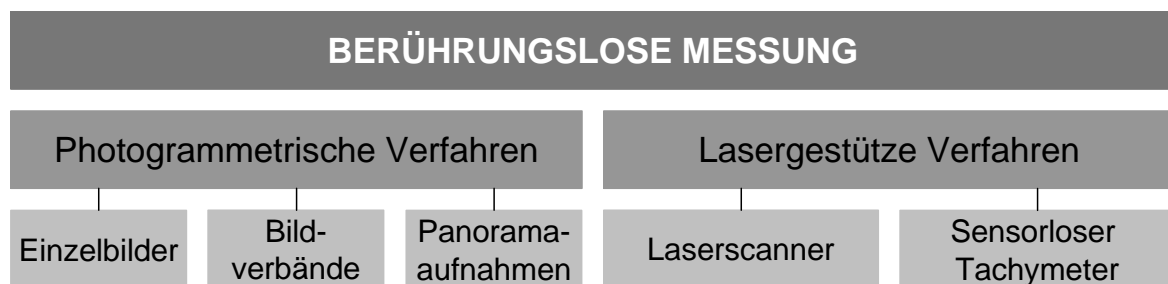 BERÜHRUNGSLOSE MESSUNG
Photogrammetrische Verfahren
Lasergestütze Verfahren
Einzelbilder
Bild-
verbände
Panorama-
aufnahmen
Laserscanner
Sensorloser
Tachymeter